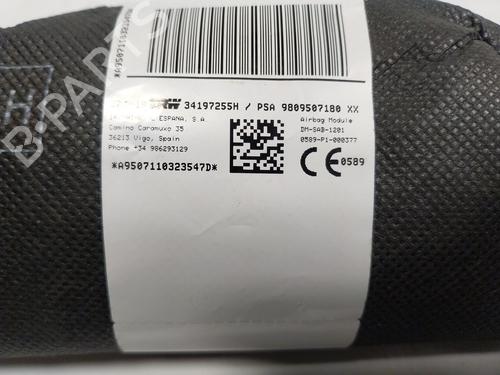 B-PARTS
*A9507110323547D*
TRW 34197255H / PSA 9809507180 XX
ESPANA, S.A.
Camino Caramuxo 35
36213 Vigo, Spain
Phone +34 986293129
*A9507110323547D*
Airbag Module
DM-SAB-1201
0589-P1-000377
CE 0589